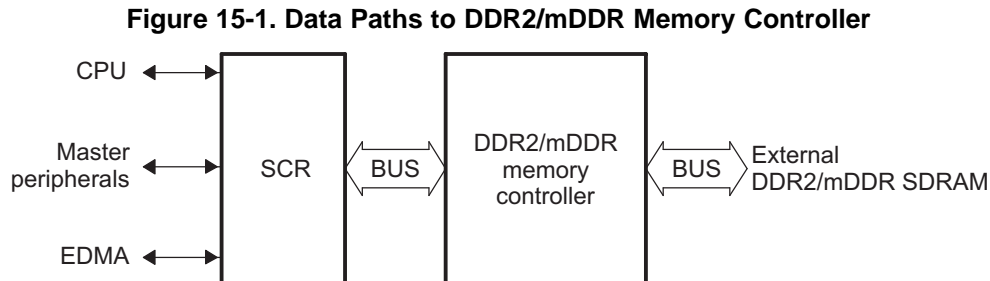 Figure 15-1. Data Paths to DDR2/mDDR Memory Controller
CPU
Master
peripherals
EDMA
SCR
BUS
DDR2/mDDR
memory
controller
BUS
External
DDR2/mDDR SDRAM